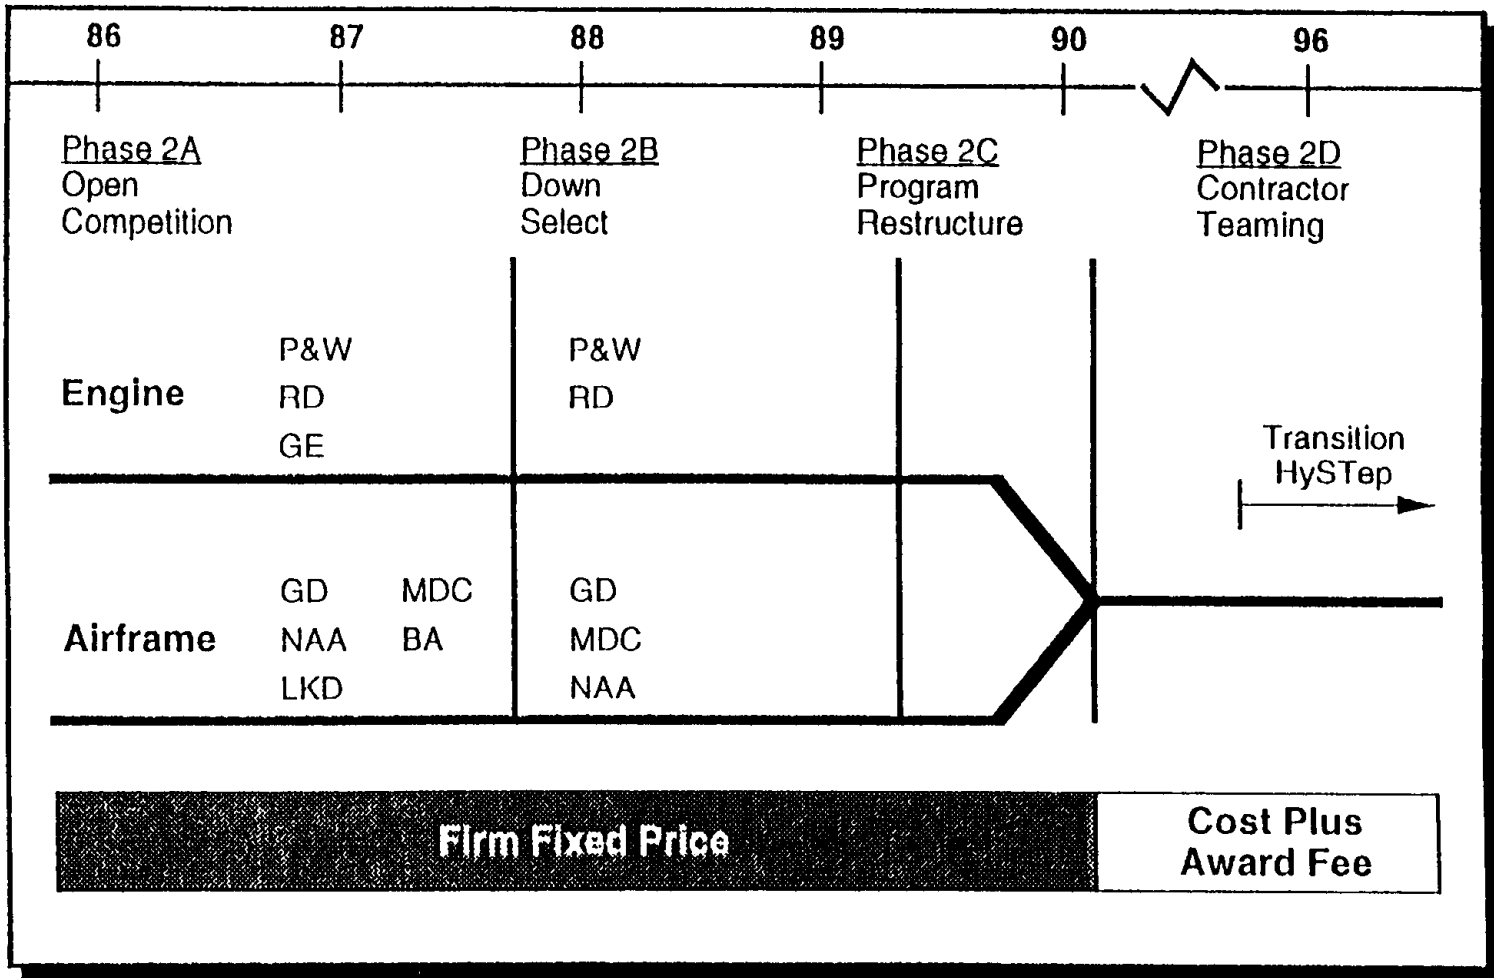 86 87 88 89 90 96
Phase 2A
Open
Competition
Phase 2B
Down
Select
Phase 2C
Program
Restructure
Phase 2D
Contractor
Teaming
Engine
P&W
RD
GE
P&W
RD
Transition
HySTep
Airframe
GD MDC
NAA BA
LKD
GD
MDC
NAA
Firm Fixed Price
Cost Plus
Award Fee